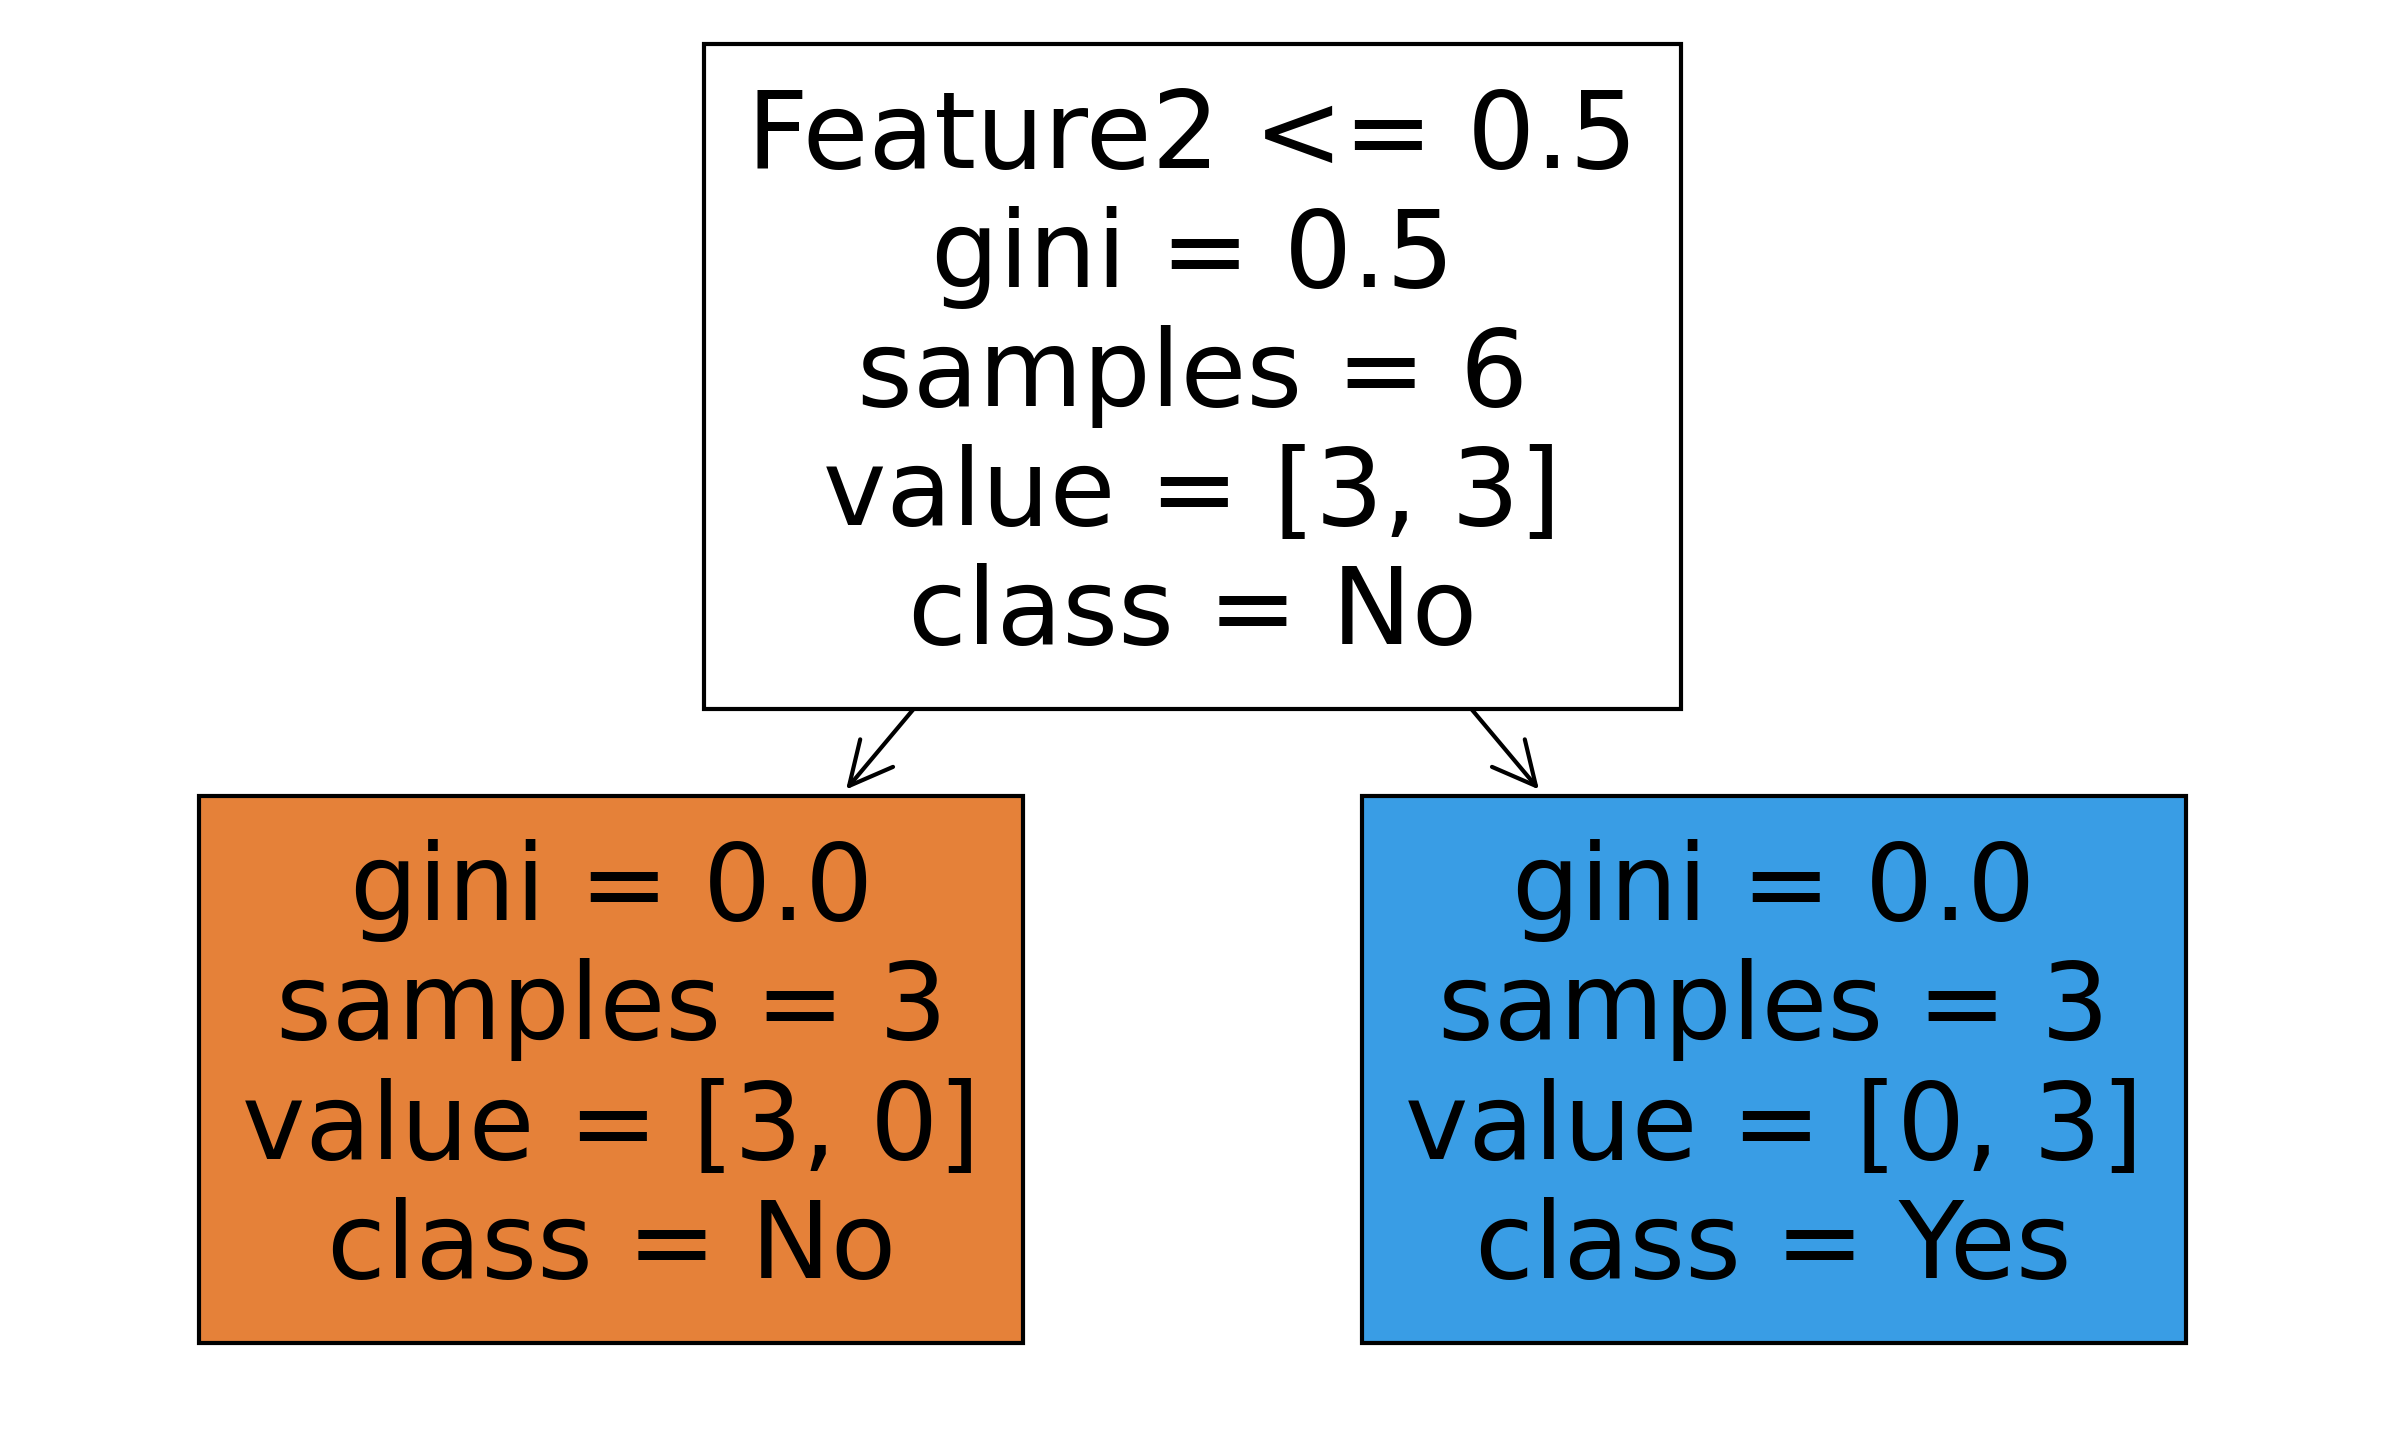 Feature2 <= 0.5
gini = 0.5
samples = 6
value = [3, 3]
class = No
gini = 0.0
samples = 3
value = [3, 0]
class = No
gini = 0.0
samples = 3
value = [0, 3]
class = Yes